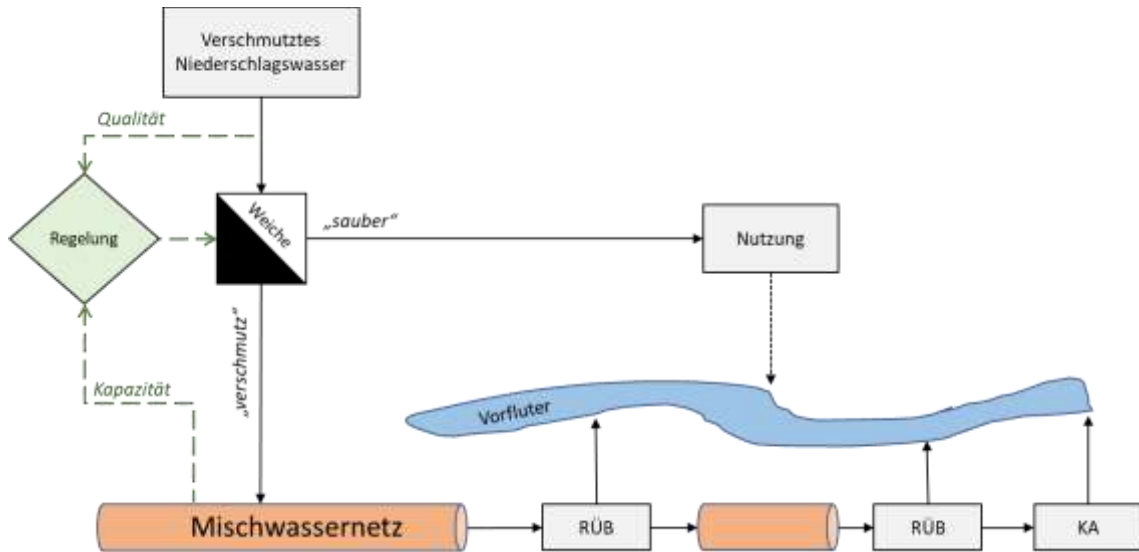 Verschmutztes
Niederschlagswasser
Qualität
Regelung
Weiche
„sauber“
Nutzung
„verschmutz“
Kapazität
Vorfluter
Mischwassernetz
RÜB
RÜB
KA